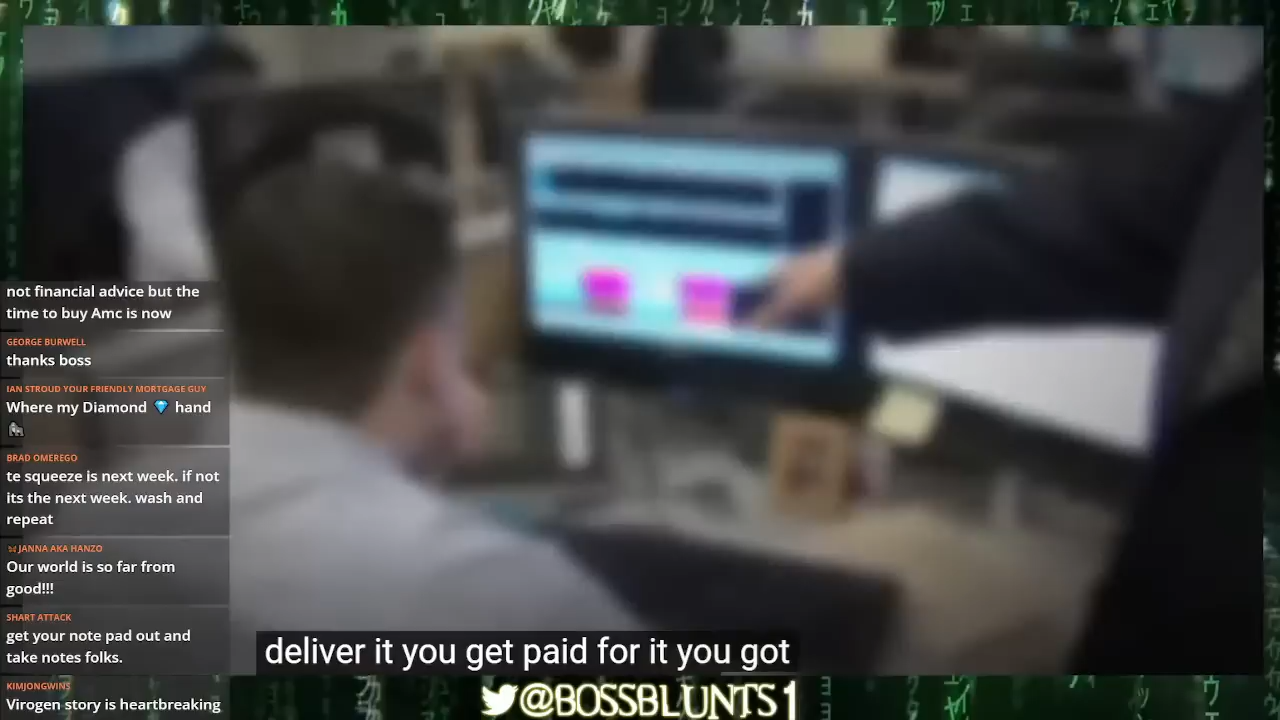 not financial advice but the
time to buy Amc is now
GEORGE BURWELL
thanks boss
IAN STROUD YOUR FRIENDLY MORTGAGE GUY
Where my Diamond 💎 hand
🦍
BRAD OMEREGO
te squeeze is next week. if not
its the next week. wash and
repeat
JANNA AKA HANZO
Our world is so far from
good!!!
SHART ATTACK
get your note pad out and
take notes folks.
KIMJONGWINS
Virogen story is heartbreaking
deliver it you get paid for it you got
@BOSSBLUNTS1